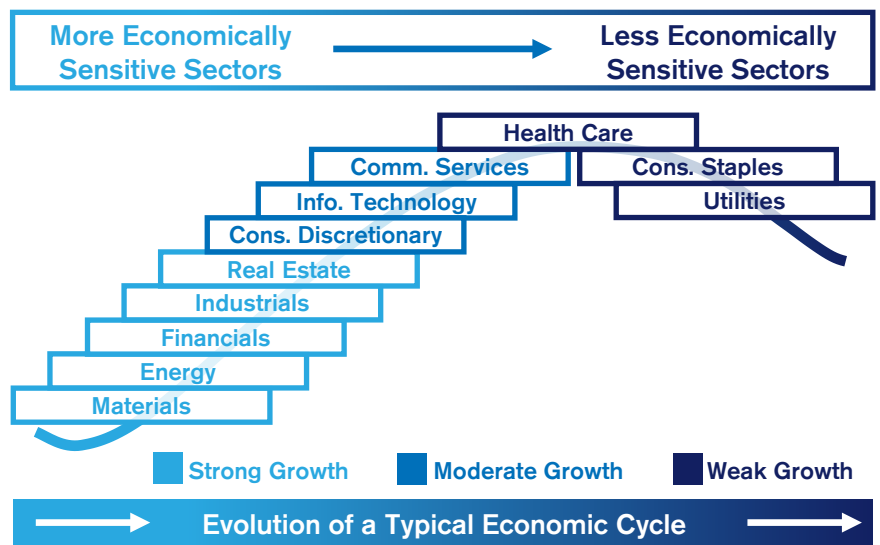 More Economically
Sensitive Sectors
Less Economically
Sensitive Sectors
Health Care
Comm. Services
Cons. Staples
Info. Technology
Utilities
Cons. Discretionary
Real Estate
Industrials
Financials
Energy
Materials
Strong Growth
Moderate Growth
Weak Growth
Evolution of a Typical Economic Cycle